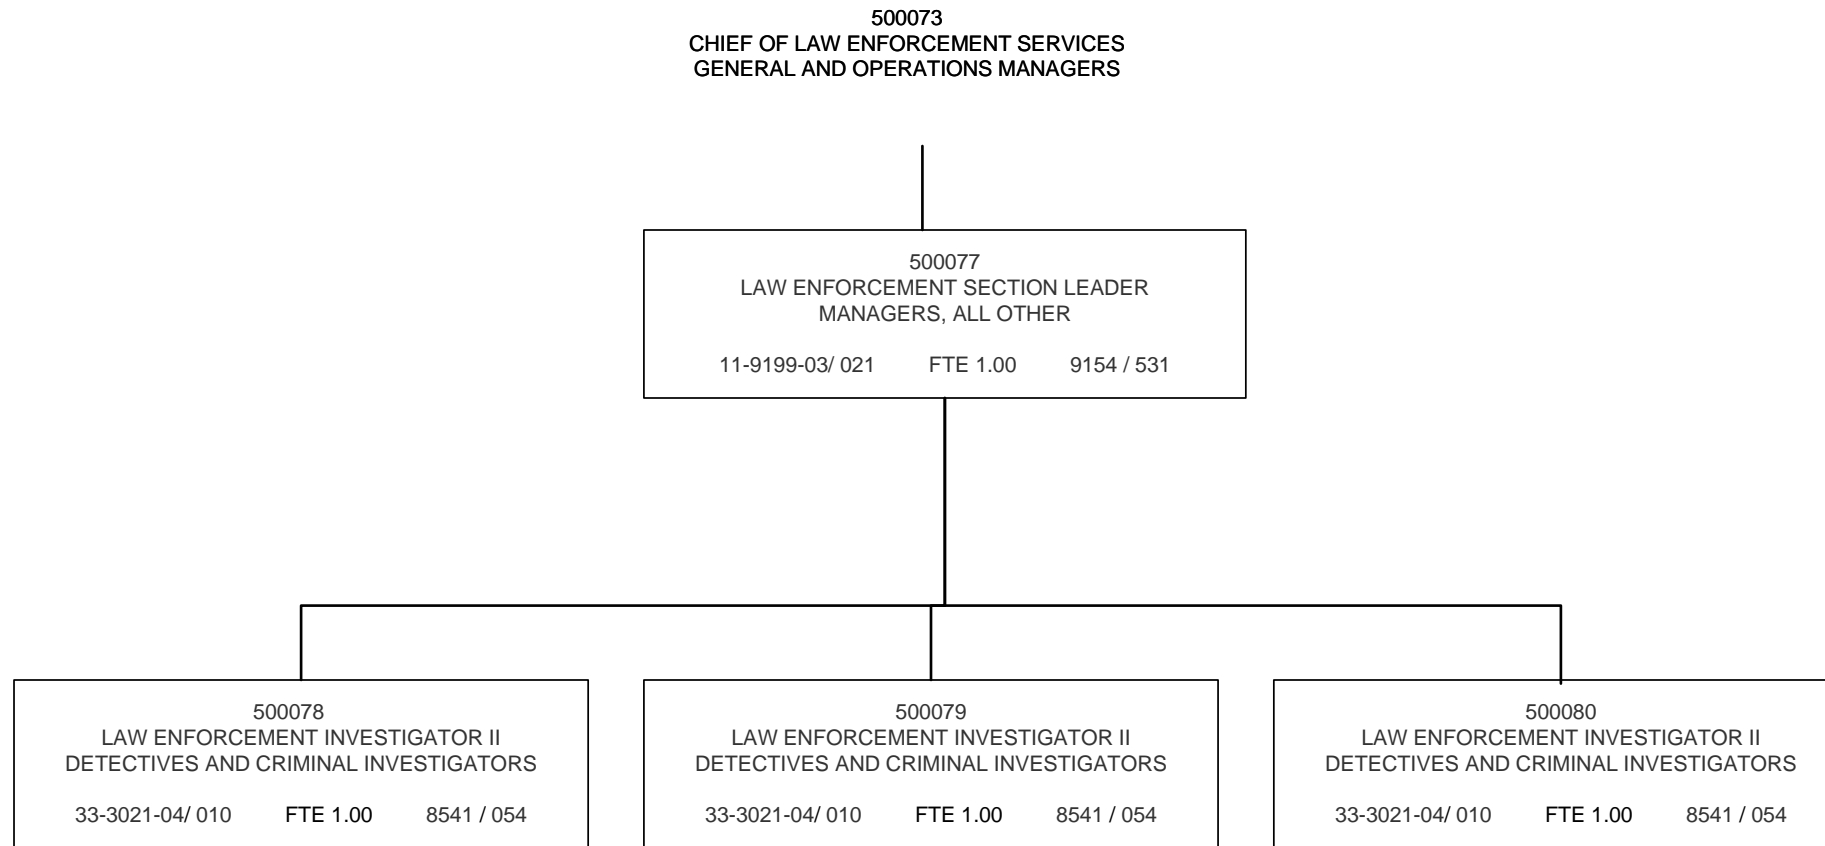 500073
CHIEF OF LAW ENFORCEMENT SERVICES
GENERAL AND OPERATIONS MANAGERS
500077
LAW ENFORCEMENT SECTION LEADER
MANAGERS, ALL OTHER
11-9199-03/ 021 FTE 1.00 9154 / 531
500078
LAW ENFORCEMENT INVESTIGATOR II
DETECTIVES AND CRIMINAL INVESTIGATORS
33-3021-04/ 010 FTE 1.00 8541 / 054
500079
LAW ENFORCEMENT INVESTIGATOR II
DETECTIVES AND CRIMINAL INVESTIGATORS
33-3021-04/ 010 FTE 1.00 8541 / 054
500080
LAW ENFORCEMENT INVESTIGATOR II
DETECTIVES AND CRIMINAL INVESTIGATORS
33-3021-04/ 010 FTE 1.00 8541 / 054